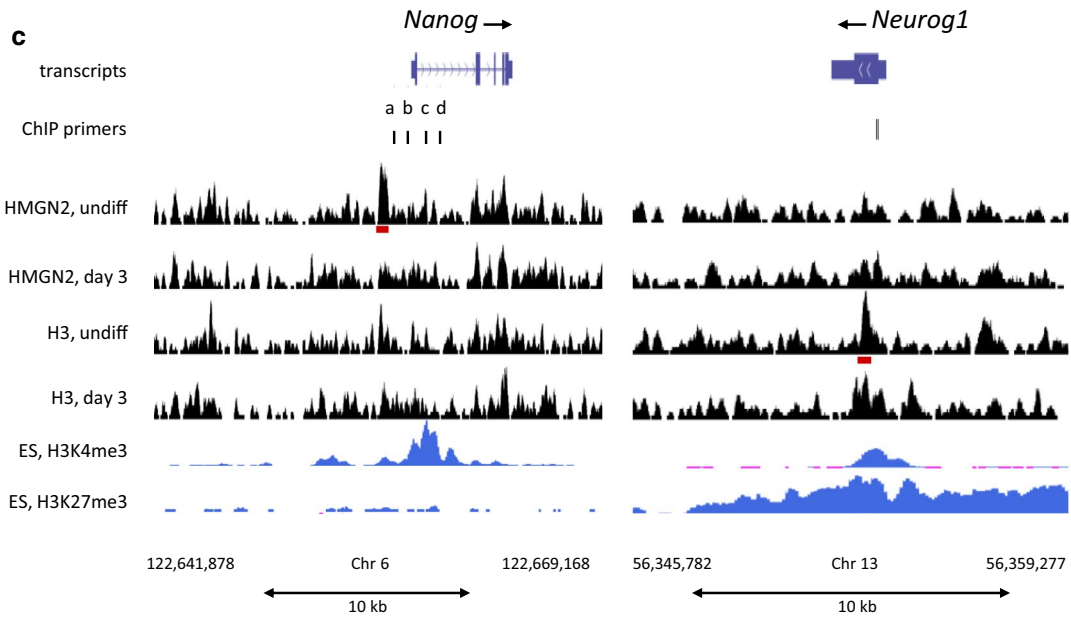 c
Nanog
Neurog1
transcripts
a b c d
ChIP primers
HMGN2, undiff
HMGN2, day 3
H3, undiff
H3, day 3
ES, H3K4me3
ES, H3K27me3
122,641,878 Chr 6 122,669,168 56,345,782 Chr 13 56,359,277
10 kb 10 kb